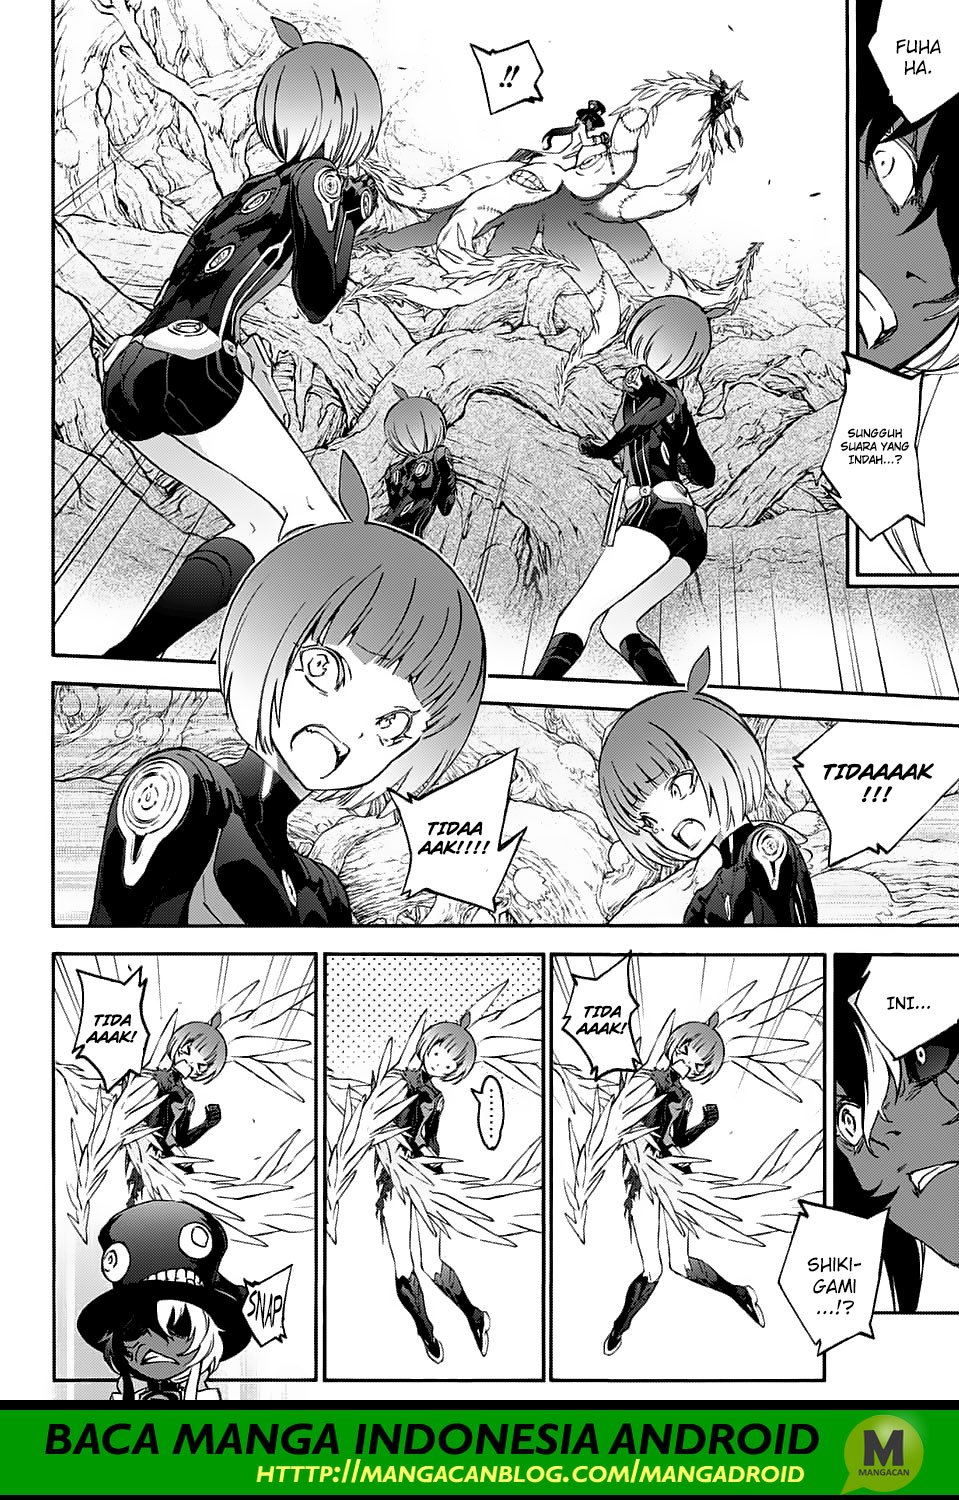 FUHA
HA.
!!
SUNGGUH
SUARA YANG
INDAH...?
TIDAAAAK
!!!
TIDAA
AAK!!!!
INI...
SHIKI-
GAMI
...!?
TIDA
AAAK!
.......
TIDA
AAAK!
SNAP
BACA MANGA INDONESIA ANDROID
HTTTP://MANGACANBLOG.COM/MANGADROID
M
MANGACAN